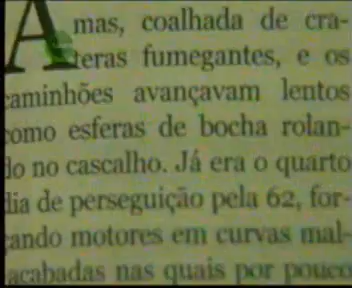 A
mas, coalhada de cra-
teras fumegantes, e os
caminhões avançavam lentos
como esferas de bocha rolan-
do no cascalho. Já era o quarto
dia de perseguição pela 62, for-
çando motores em curvas mal-
acabadas nas quais por pouco